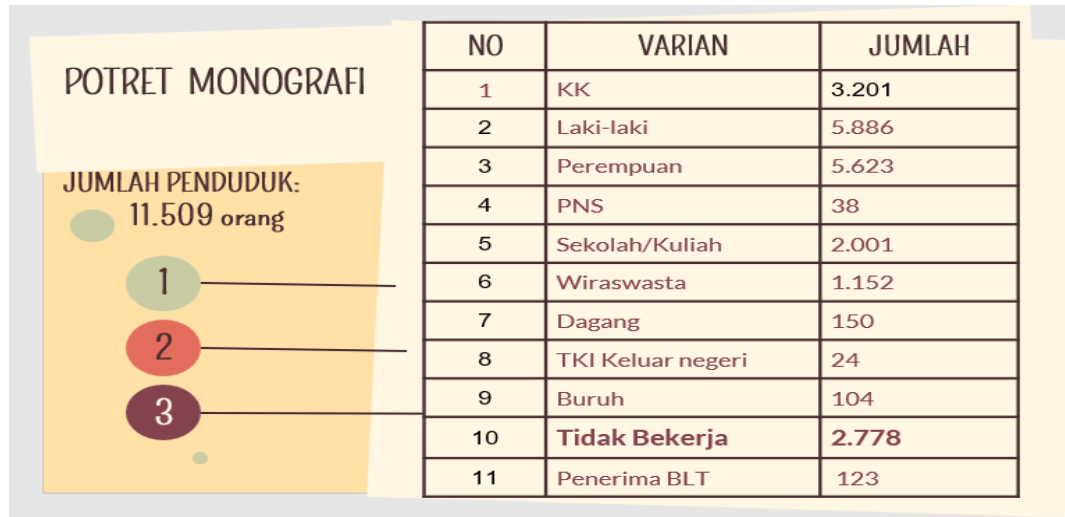 POTRET MONOGRAFI
JUMLAH PENDUDUK:
11.509 orang
1
2
3
NO VARIAN JUMLAH
1 KK 3.201
2 Laki-laki 5.886
3 Perempuan 5.623
4 PNS 38
5 Sekolah/Kuliah 2.001
6 Wiraswasta 1.152
7 Dagang 150
8 TKI Keluar negeri 24
9 Buruh 104
10 Tidak Bekerja 2.778
11 Penerima BLT 123